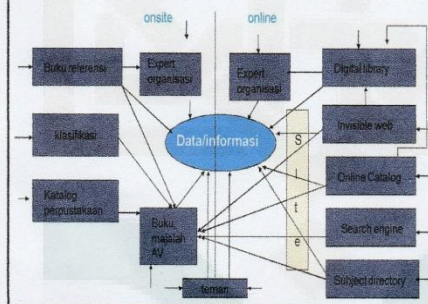 onsite
online
Buku referensi
Expert
organisasi
Expert
organisasi
Digital library
klasifikasi
Data/informasi
Invisible web
Katalog
perpustakaan
Buku,
majalah
AV
S
i
t
e
Online Catalog
Search engine
teman
Subject directory